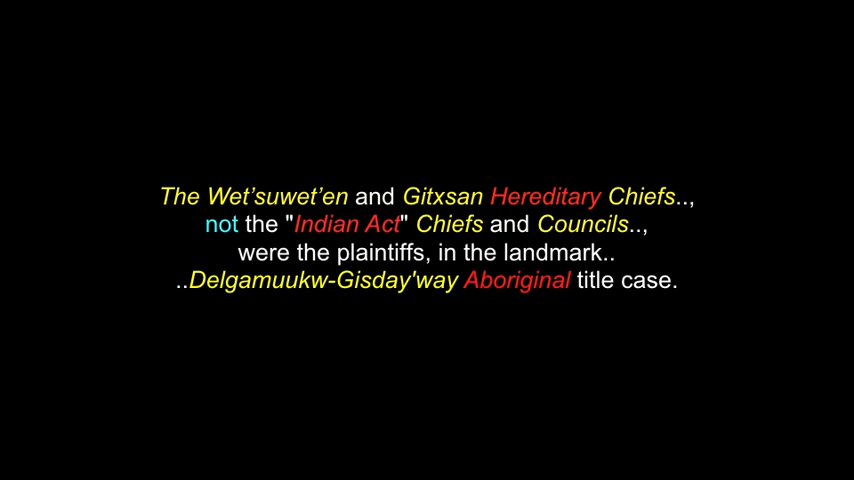 The Wet’suwet’en and Gitxsan Hereditary Chiefs..,
not the "Indian Act" Chiefs and Councils..,
were the plaintiffs, in the landmark..
..Delgamuukw-Gisday'way Aboriginal title case.